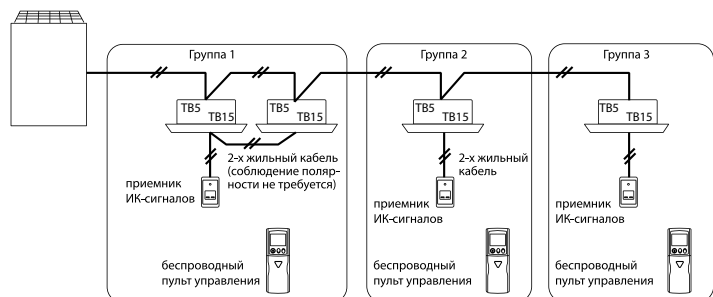 Группа 1
Группа 2
Группа 3
TB5
TB15
TB5
TB15
TB5
TB15
TB5
TB15
2-х жильный кабель
(соблюдение поляр-
ности не требуется)
2-х жильный
кабель
приемник
ИК-сигналов
приемник
ИК-сигналов
приемник
ИК-сигналов
беспроводный
пульт управления
беспроводный
пульт управления
беспроводный
пульт управления